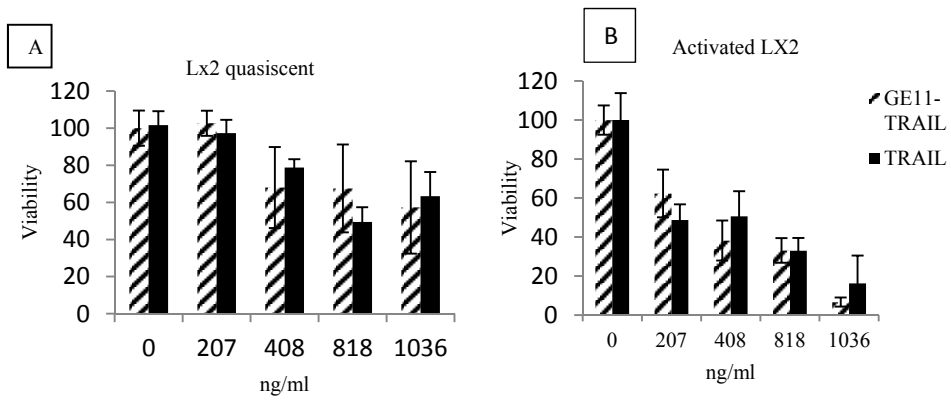 A
Lx2 quasiscent
120
100
80
60
40
20
0
Viability
0 207 408 818 1036
ng/ml
B
Activated LX2
120
100
80
60
40
20
0
Viability
0 207 408 818 1036
ng/ml
GE11-
TRAIL
TRAIL